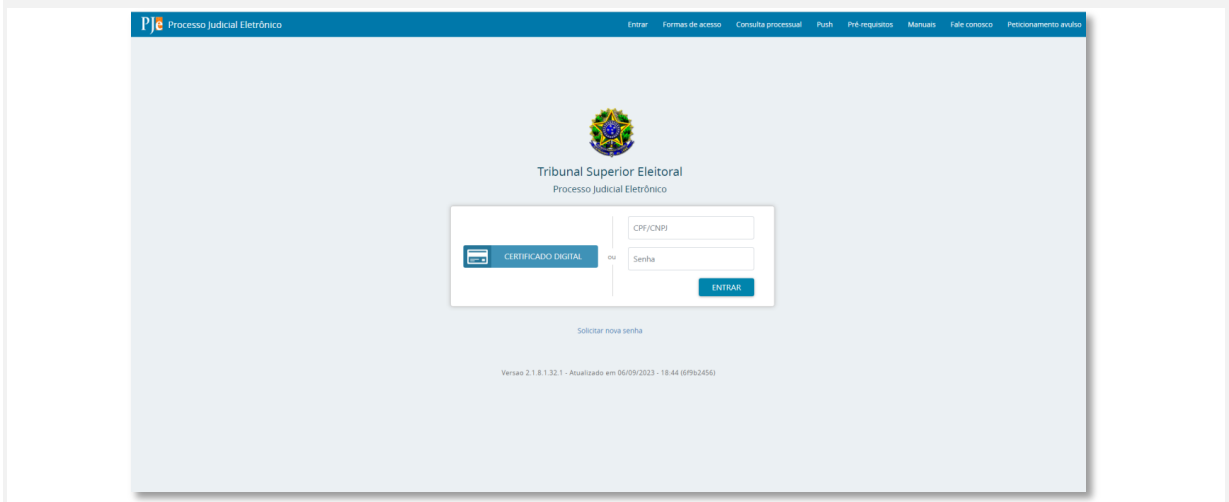 PJe Processo Judicial Eletrônico Entrar Formas de acesso Consulta processual Push Pré-requisitos Manuais Fale conosco Peticionamento avulso
Tribunal Superior Eleitoral
Processo Judicial Eletrônico
CPF/CNPJ
CERTIFICADO DIGITAL ou Senha
ENTRAR
Solicitar nova senha
Versao 2.1.8.1.32.1 - Atualizado em 06/09/2023 - 18:44 (6f9b2456)